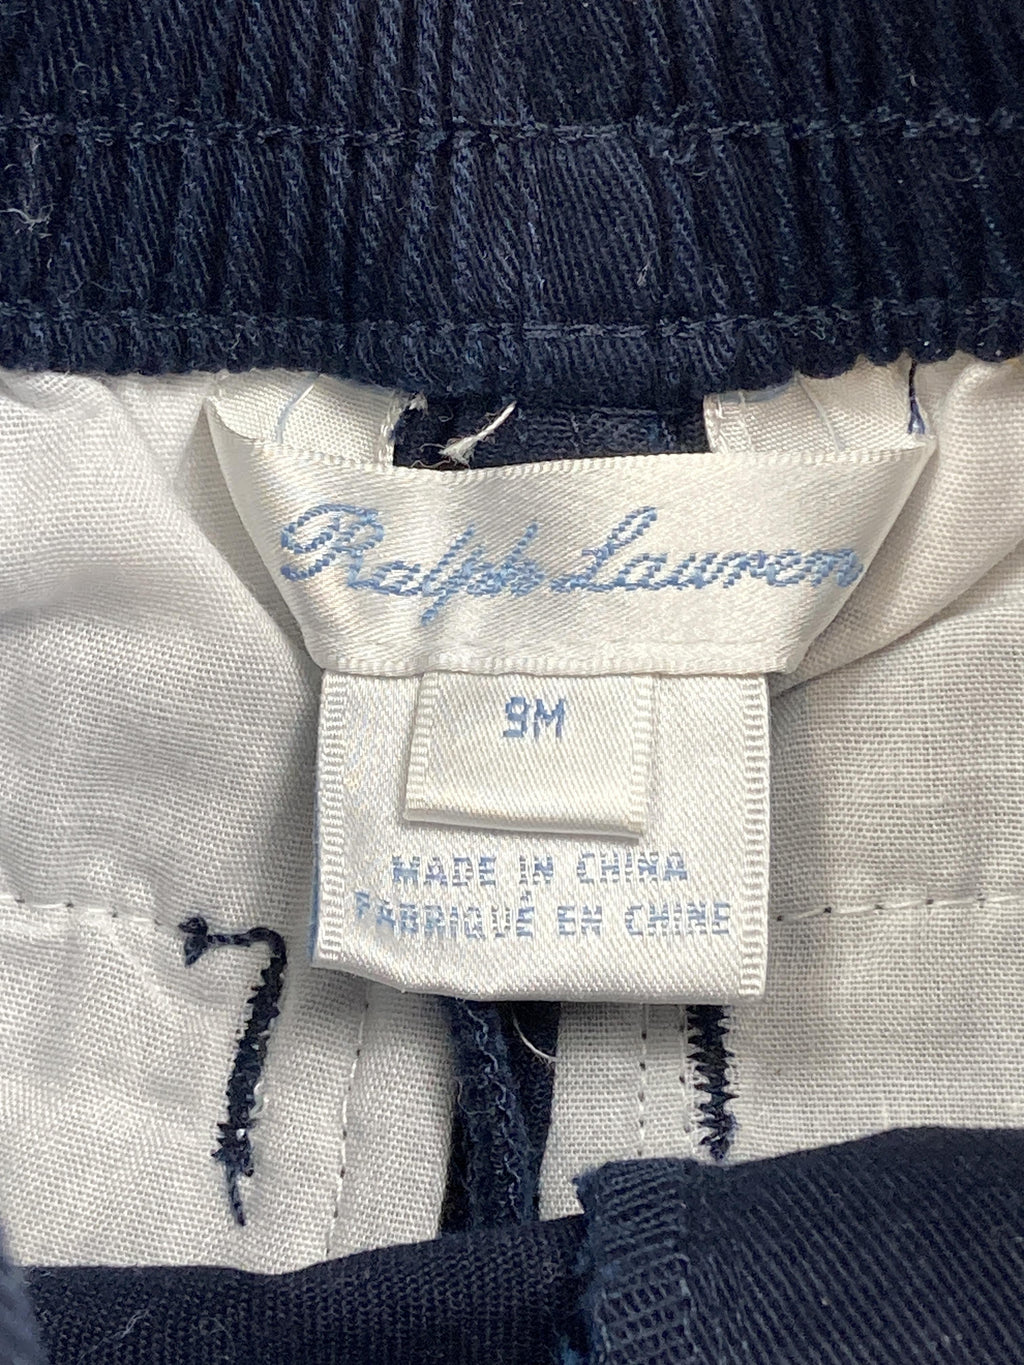 Ralph Lauren
9M
MADE IN CHINA
FABRIQUÉ EN CHINE